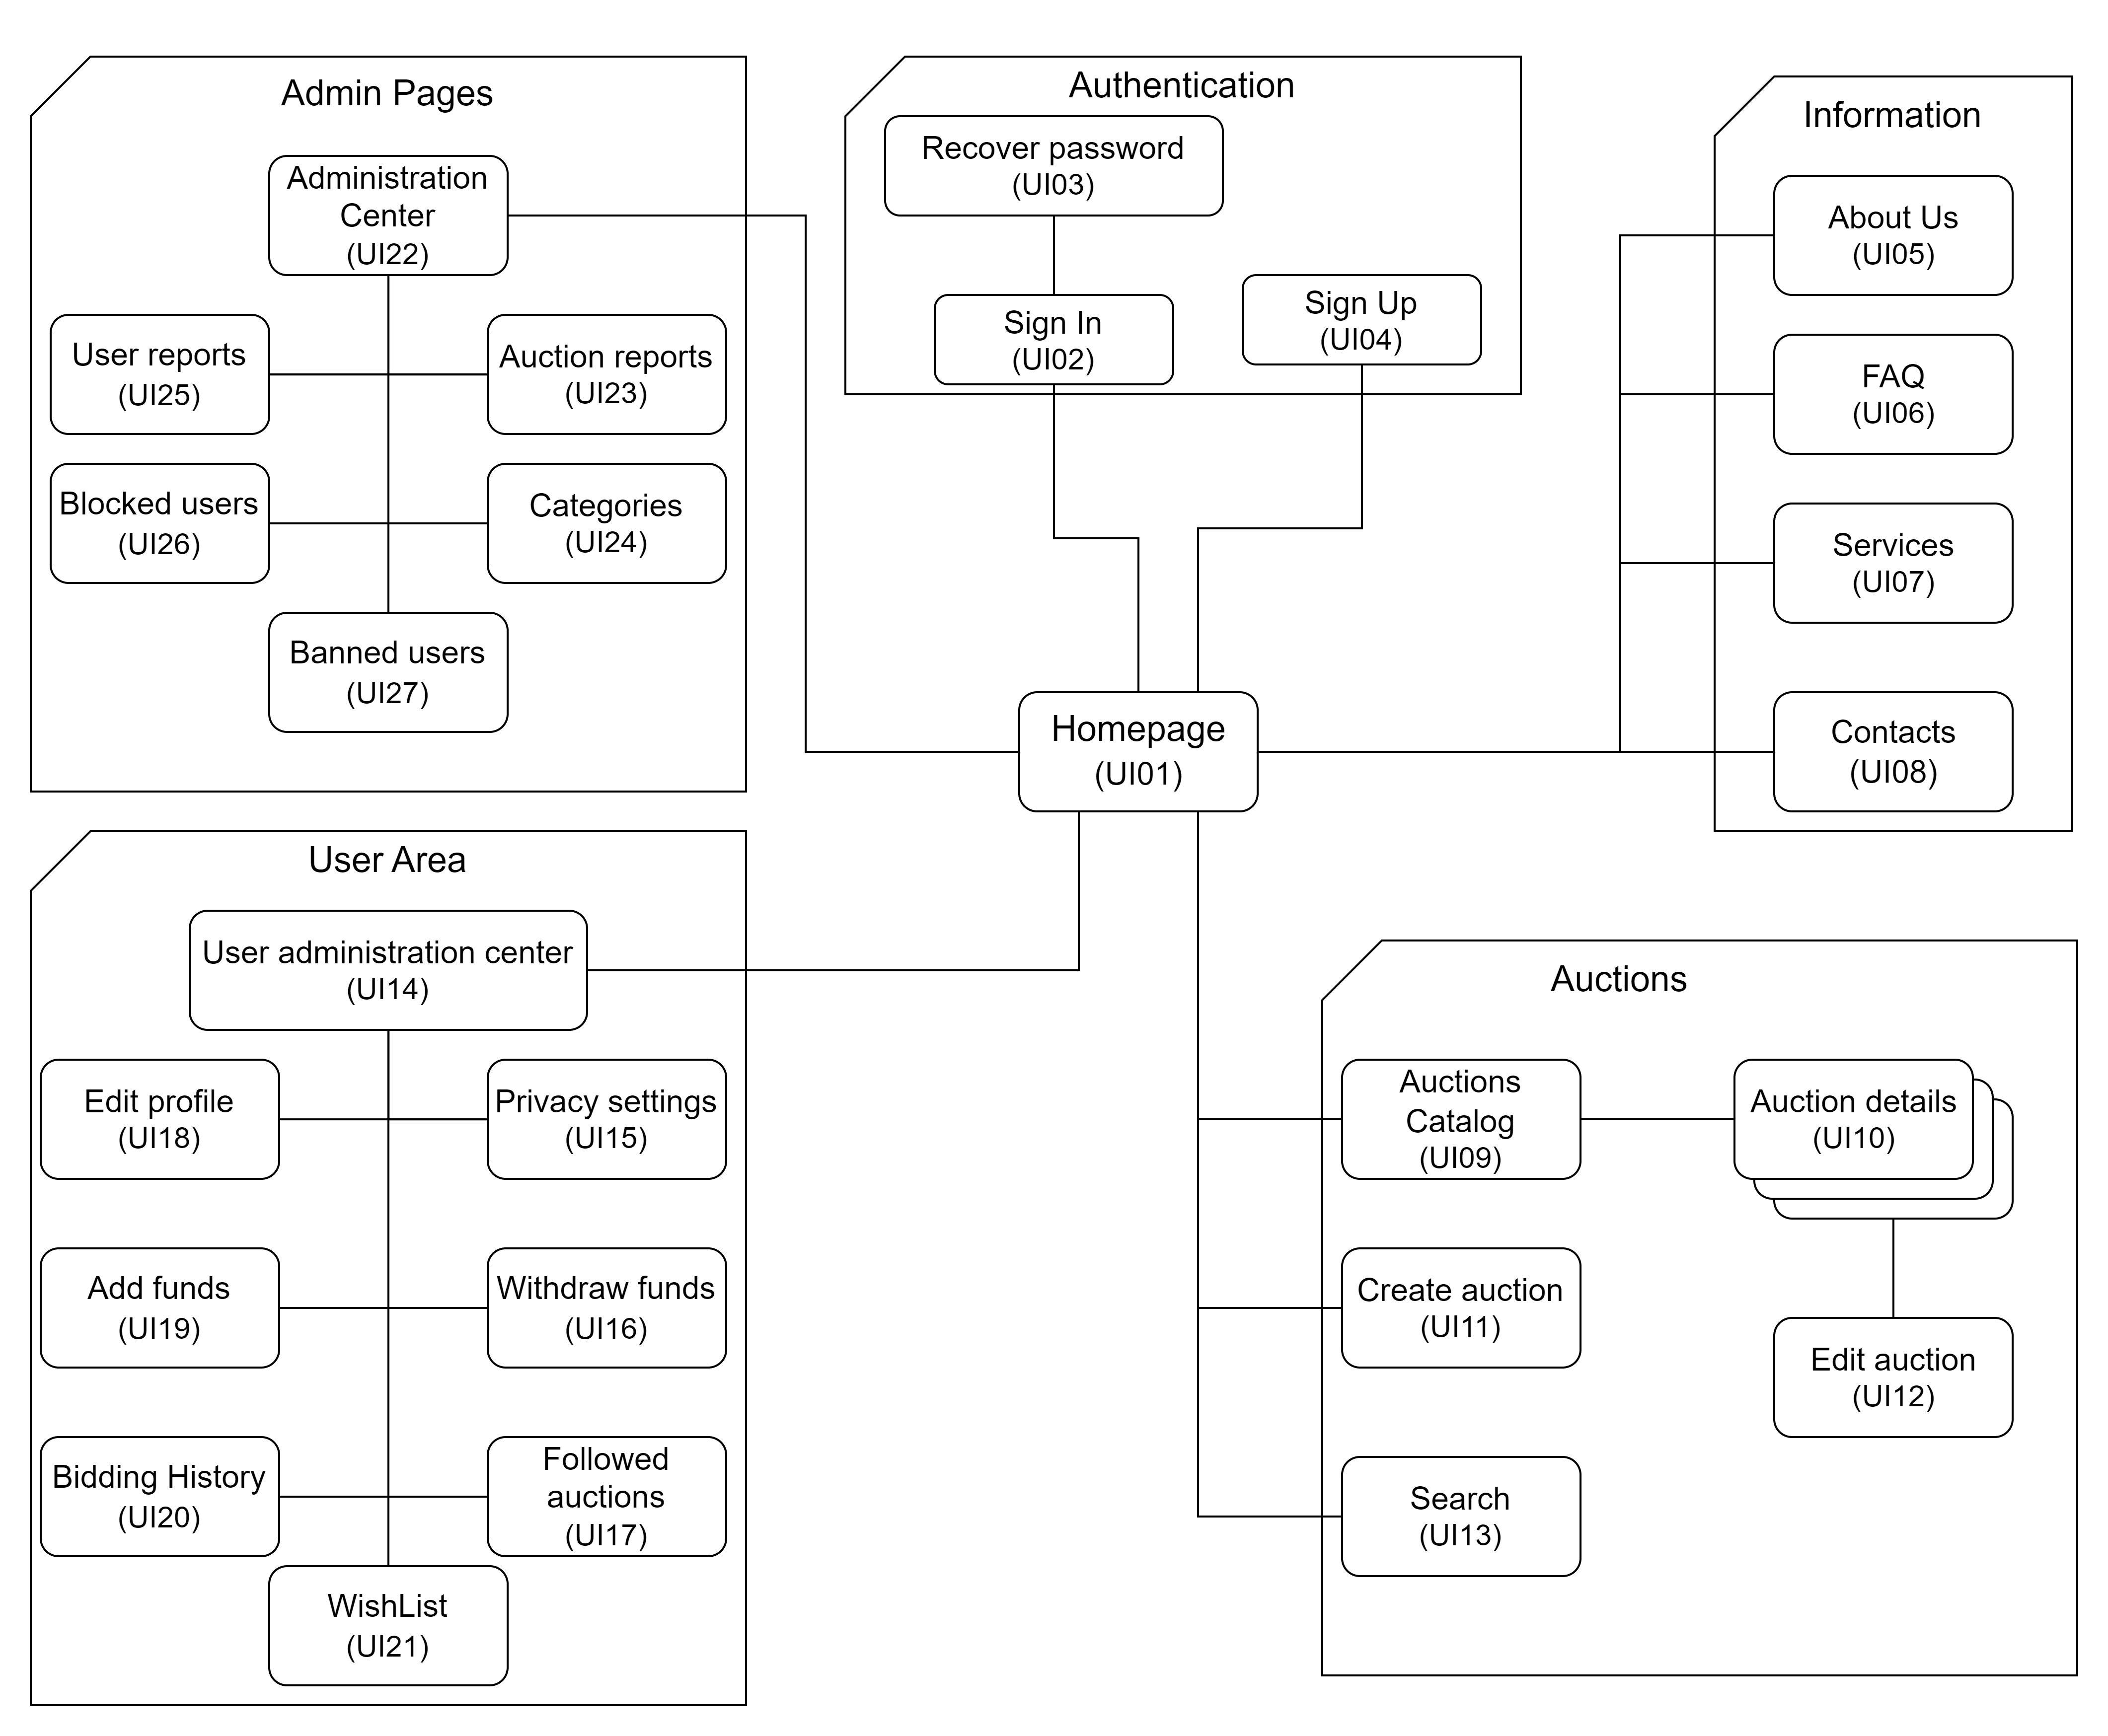 Admin Pages
Administration
Center
(UI22)
User reports
(UI25)
Auction reports
(UI23)
Blocked users
(UI26)
Categories
(UI24)
Banned users
(UI27)
Authentication
Recover password
(UI03)
Sign In
(UI02)
Sign Up
(UI04)
Information
About Us
(UI05)
FAQ
(UI06)
Services
(UI07)
Contacts
(UI08)
Homepage
(UI01)
User Area
User administration center
(UI14)
Edit profile
(UI18)
Privacy settings
(UI15)
Add funds
(UI19)
Withdraw funds
(UI16)
Bidding History
(UI20)
Followed
auctions
(UI17)
WishList
(UI21)
Auctions
Auctions
Catalog
(UI09)
Auction details
(UI10)
Create auction
(UI11)
Edit auction
(UI12)
Search
(UI13)